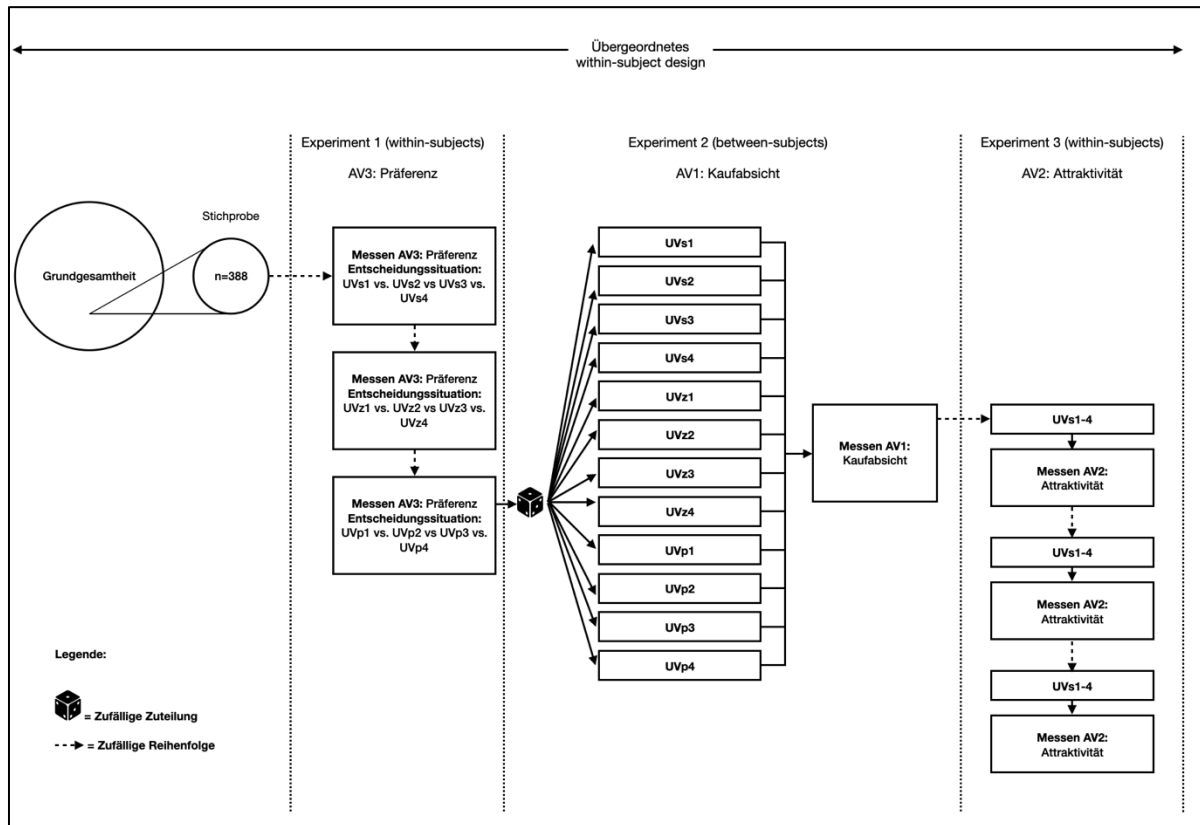 Übergeordnetes
within-subject design
Experiment 1 (within-subjects)
AV3: Präferenz
Experiment 2 (between-subjects)
AV1: Kaufabsicht
Experiment 3 (within-subjects)
AV2: Attraktivität
Grundgesamtheit
Stichprobe
n=388
Messen AV3: Präferenz
Entscheidungssituation:
UVs1 vs. UVs2 vs UVs3 vs.
UVs4
Messen AV3: Präferenz
Entscheidungssituation:
UVz1 vs. UVz2 vs UVz3 vs.
UVz4
Messen AV3: Präferenz
Entscheidungssituation:
UVp1 vs. UVp2 vs UVp3 vs.
UVp4
UVs1
UVs2
UVs3
UVs4
UVz1
UVz2
UVz3
UVz4
UVp1
UVp2
UVp3
UVp4
Messen AV1:
Kaufabsicht
UVs1-4
Messen AV2:
Attraktivität
UVs1-4
Messen AV2:
Attraktivität
UVs1-4
Messen AV2:
Attraktivität
Legende:
= Zufällige Zuteilung
= Zufällige Reihenfolge